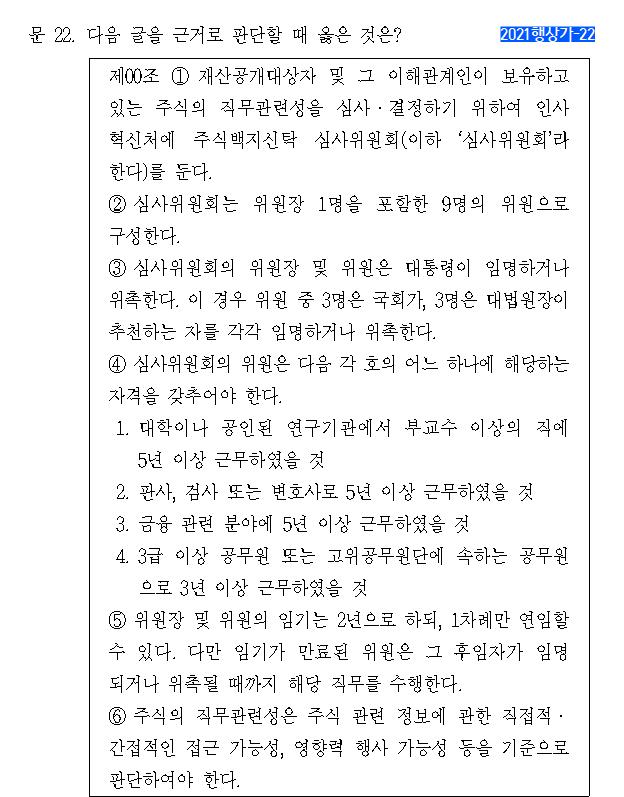 문 22. 다음 글을 근거로 판단할 때 옳은 것은?
2021행상가-22
제00조 ① 재산공개대상자 및 그 이해관계인이 보유하고
있는 주식의 직무관련성을 심사·결정하기 위하여 인사
혁신처에 주식백지신탁 심사위원회(이하 '심사위원회'라
한다)를 둔다.
② 심사위원회는 위원장 1명을 포함한 9명의 위원으로
구성한다.
③ 심사위원회의 위원장 및 위원은 대통령이 임명하거나
위촉한다. 이 경우 위원 중 3명은 국회가, 3명은 대법원장이
추천하는 자를 각각 임명하거나 위촉한다.
④ 심사위원회의 위원은 다음 각 호의 어느 하나에 해당하는
자격을 갖추어야 한다.
1. 대학이나 공인된 연구기관에서 부교수 이상의 직에
5년 이상 근무하였을 것
2. 판사, 검사 또는 변호사로 5년 이상 근무하였을 것
3. 금융 관련 분야에 5년 이상 근무하였을 것
4. 3급 이상 공무원 또는 고위공무원단에 속하는 공무원
으로 3년 이상 근무하였을 것
⑤ 위원장 및 위원의 임기는 2년으로 하되, 1차례만 연임할
수 있다. 다만 임기가 만료된 위원은 그 후임자가 임명
되거나 위촉될 때까지 해당 직무를 수행한다.
⑥ 주식의 직무관련성은 주식 관련 정보에 관한 직접적·
간접적인 접근 가능성, 영향력 행사 가능성 등을 기준으로
판단하여야 한다.